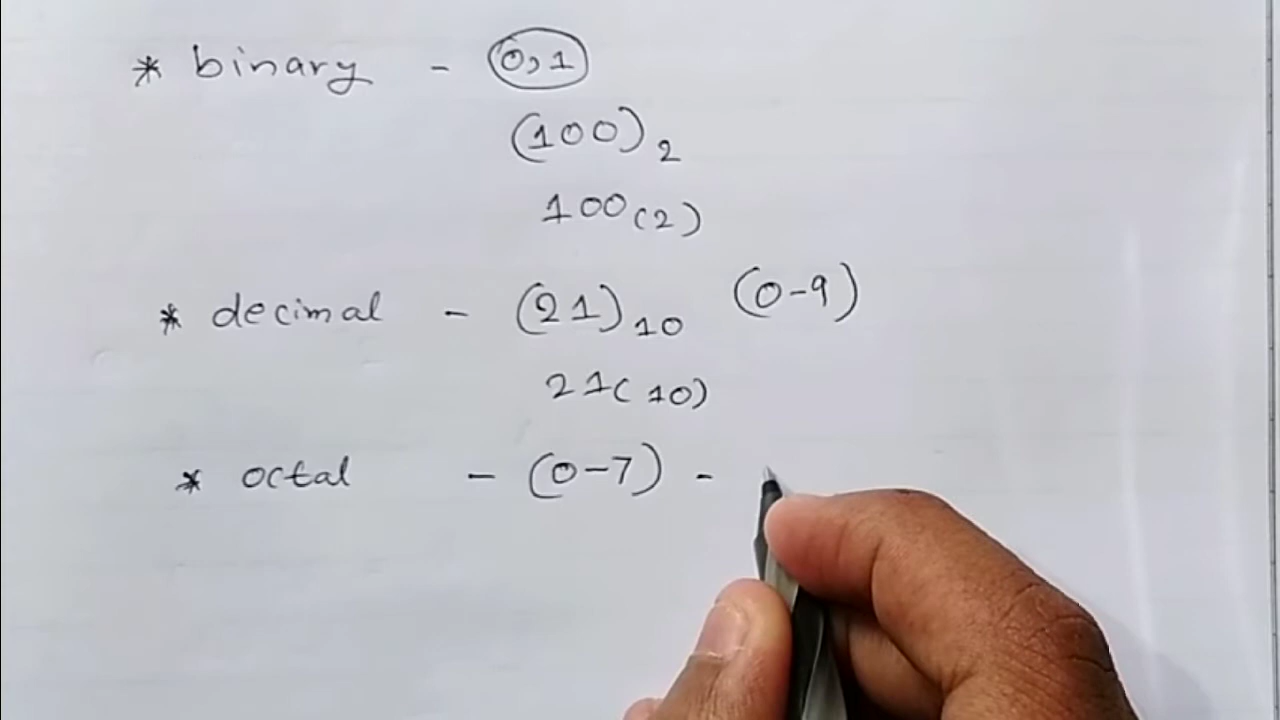 * binary - 0,1
(100)2
100(2)
* decimal - (21)10 (0-9)
21(10)
* octal - (0-7) -